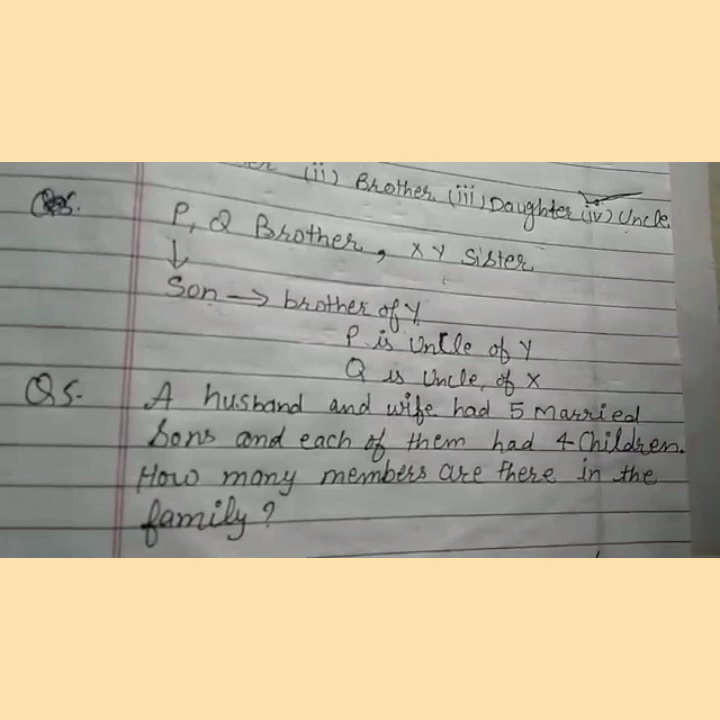 (ii) Brother (iii) Daughter (iv) Uncle
P, Q Brother, X Y Sister
↓
Son → brother of Y
P is Uncle of Y
Q is Uncle, of X
Q5. A husband and wife had 5 married
Sons and each of them had 4 Children.
How many members are there in the
family?